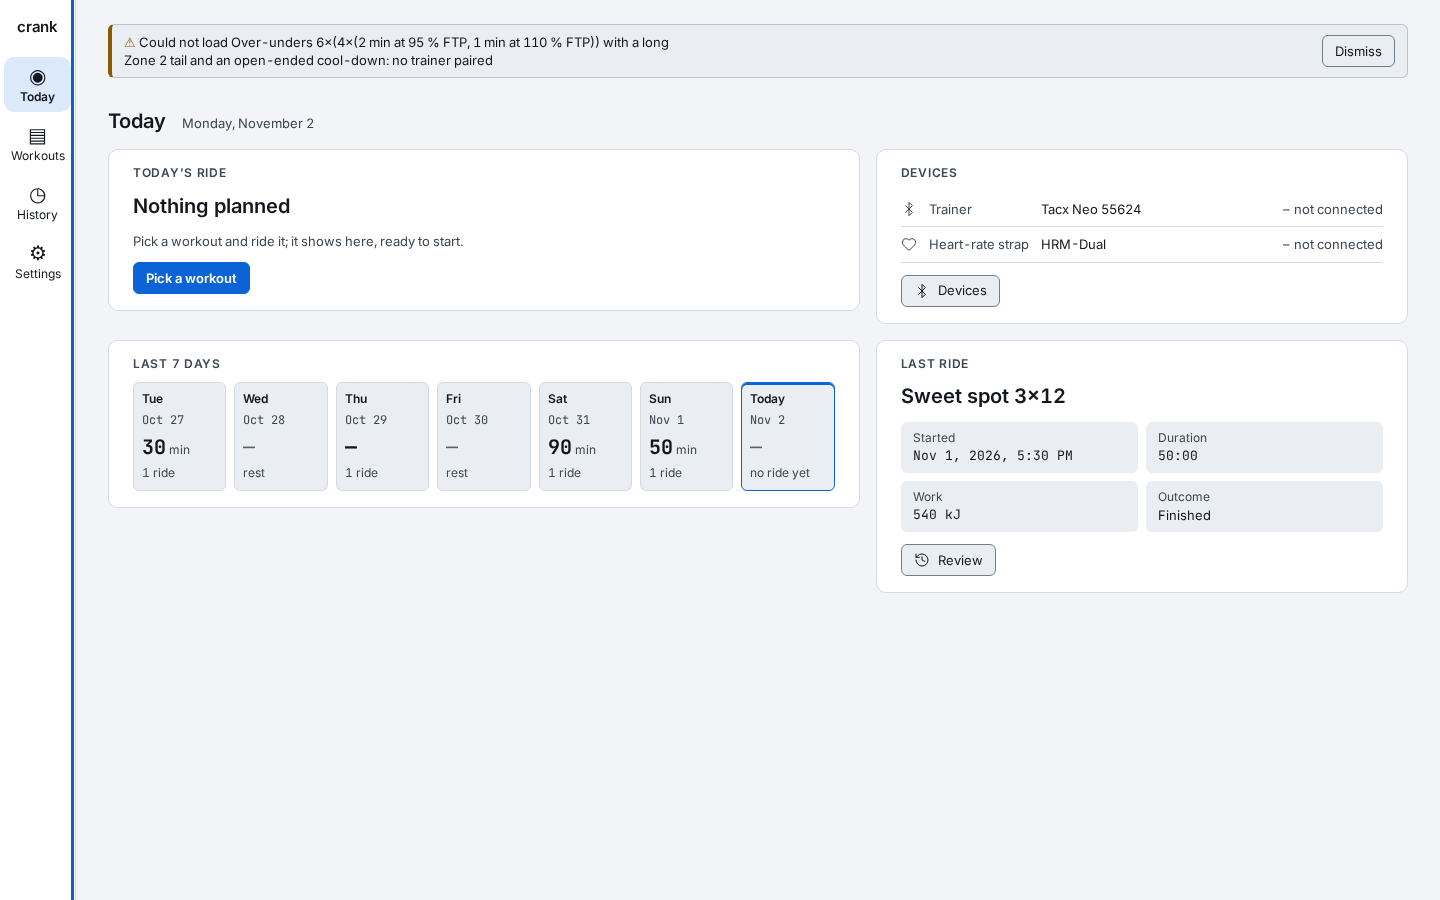 crank
Today
Workouts
History
Settings
⚠ Could not load Over-unders 6×(4×(2 min at 95 % FTP, 1 min at 110 % FTP)) with a long
Zone 2 tail and an open-ended cool-down: no trainer paired
Dismiss
Today Monday, November 2
TODAY'S RIDE
Nothing planned
Pick a workout and ride it; it shows here, ready to start.
Pick a workout
DEVICES
Trainer Tacx Neo 55624 – not connected
Heart-rate strap HRM-Dual – not connected
Devices
LAST 7 DAYS
Tue Wed Thu Fri Sat Sun Today
Oct 27 Oct 28 Oct 29 Oct 30 Oct 31 Nov 1 Nov 2
30 min – – – 90 min 50 min –
1 ride rest 1 ride rest 1 ride 1 ride no ride yet
LAST RIDE
Sweet spot 3×12
Started Duration
Nov 1, 2026, 5:30 PM 50:00
Work Outcome
540 kJ Finished
Review